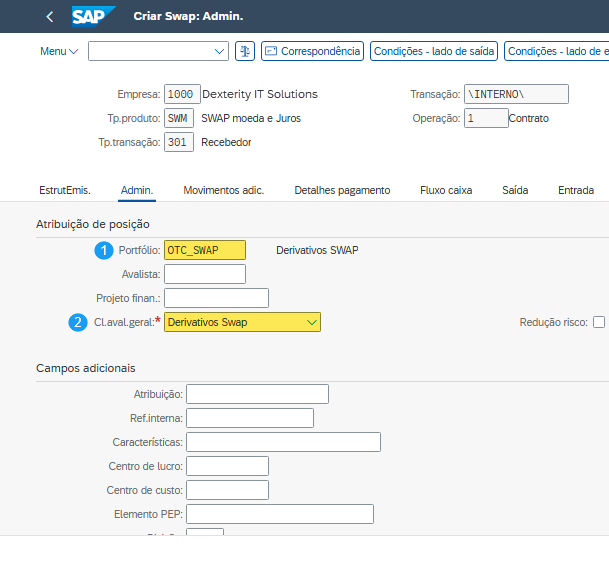 SAP Criar Swap: Admin.
Menu Correspondência Condições - lado de saída Condições - lado de e
Empresa: 1000 Dexterity IT Solutions Transação: \INTERNO\
Tp.produto: SWM SWAP moeda e Juros Operação: 1 Contrato
Tp.transação: 301 Recebedor
EstrutEmis. Admin. Movimentos adic. Detalhes pagamento Fluxo caixa Saída Entrada
Atribuição de posição
1 Portfólio: OTC_SWAP Derivativos SWAP
Avalista:
Projeto finan.:
2 Cl.aval.geral:* Derivativos Swap Redução risco:
Campos adicionais
Atribuição:
Ref.interna:
Características:
Centro de lucro:
Centro de custo:
Elemento PEP: